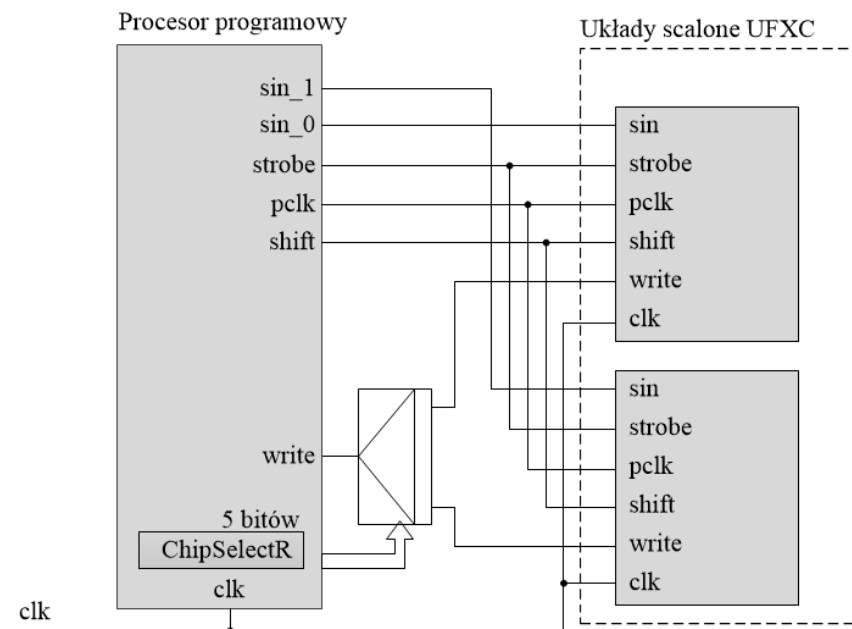 Procesor programowy
Układy scalone UFXC
sin_1
sin_0
strobe
pclk
shift
write
5 bitów
ChipSelectR
clk
clk
sin
strobe
pclk
shift
write
clk
sin
strobe
pclk
shift
write
clk